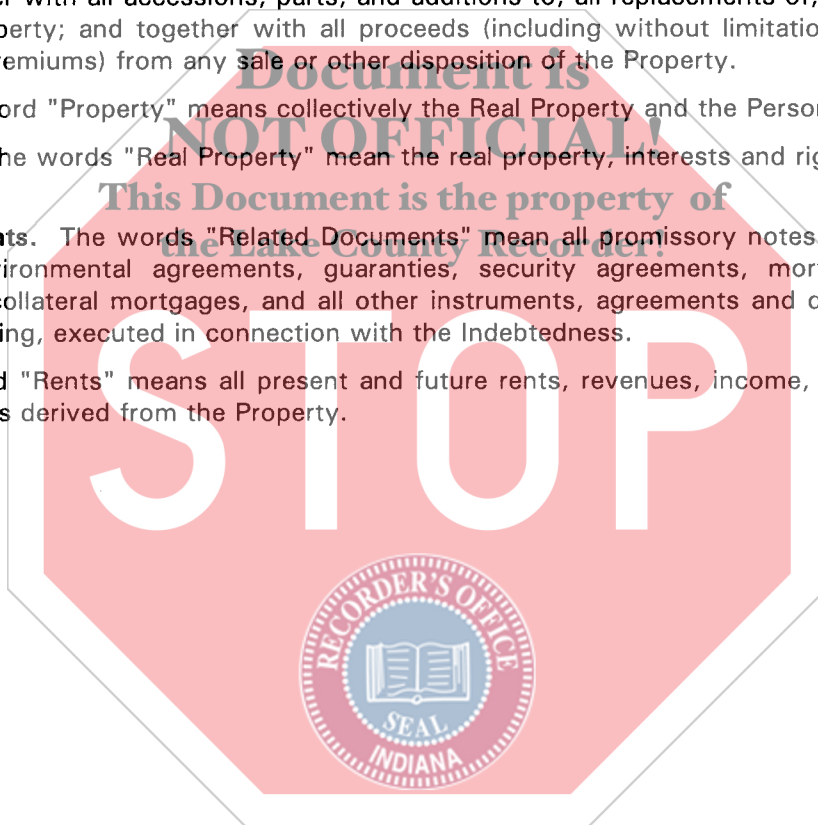 er with all accessions, parts, and additions to, all replacements of,
perty; and together with all proceeds (including without limitatio
remiums) from any sale or other disposition of the Property.
Document is
ord "Property" means collectively the Real Property and the Person
NOT OFFICIAL!
he words "Real Property" mean the real property, interests and rig
This Document is the property of
nts. The words "Related Documents" mean all promissory notes,
the Lake County Recorder!
vironmental agreements, guaranties, security agreements, mor
collateral mortgages, and all other instruments, agreements and d
ing, executed in connection with the Indebtedness.
d "Rents" means all present and future rents, revenues, income,
s derived from the Property.
STOP
RECORDER'S OFFICE
SEAL
INDIANA